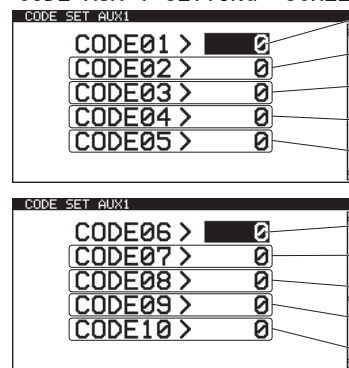 CODE SET AUX1
CODE01 > 0
CODE02 > 0
CODE03 > 0
CODE04 > 0
CODE05 > 0
CODE SET AUX1
CODE06 > 0
CODE07 > 0
CODE08 > 0
CODE09 > 0
CODE10 > 0